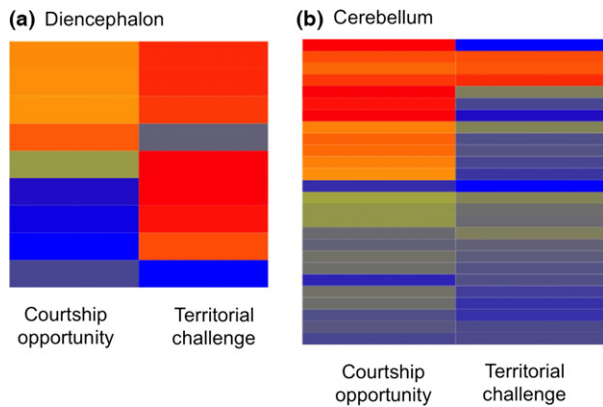 (a) Diencephalon
(b) Cerebellum
Courtship
opportunity
Territorial
challenge
Courtship
opportunity
Territorial
challenge